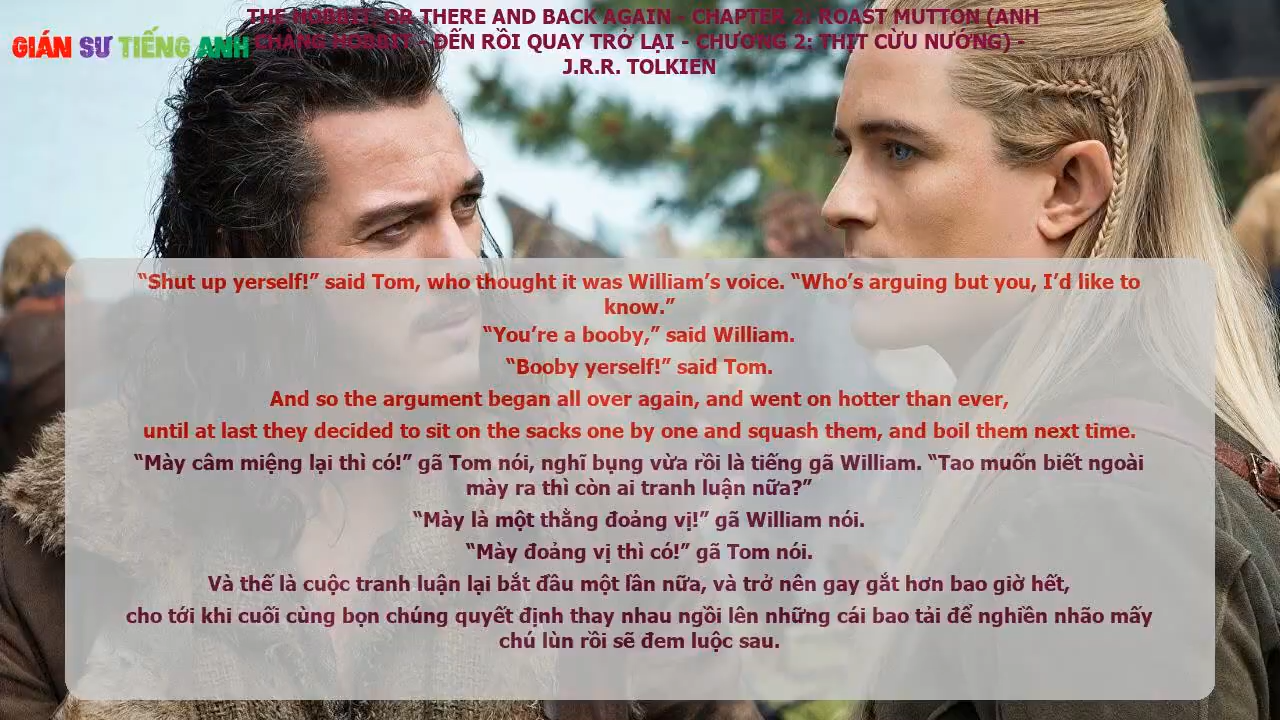 THE HOBBIT, OR THERE AND BACK AGAIN - CHAPTER 2: ROAST MUTTON (ANH
CHÀNG HOBBIT - ĐẾN RỒI QUAY TRỞ LẠI - CHƯƠNG 2: THỊT CỪU NƯỚNG) -
J.R.R. TOLKIEN
GIÁN SỨ TIẾNG ANH
“Shut up yerself!” said Tom, who thought it was William’s voice. “Who’s arguing but you, I’d like to
know.”
“You’re a booby,” said William.
“Booby yerself!” said Tom.
And so the argument began all over again, and went on hotter than ever,
until at last they decided to sit on the sacks one by one and squash them, and boil them next time.
“Mày câm miệng lại thì có!” gã Tom nói, nghĩ bụng vừa rồi là tiếng gã William. “Tao muốn biết ngoài
mày ra thì còn ai tranh luận nữa?”
“Mày là một thằng đoảng vị!” gã William nói.
“Mày đoảng vị thì có!” gã Tom nói.
Và thế là cuộc tranh luận lại bắt đầu một lần nữa, và trở nên gay gắt hơn bao giờ hết,
cho tới khi cuối cùng bọn chúng quyết định thay nhau ngồi lên những cái bao tải để nghiền nhão mấy
chú lùn rồi sẽ đem luộc sau.